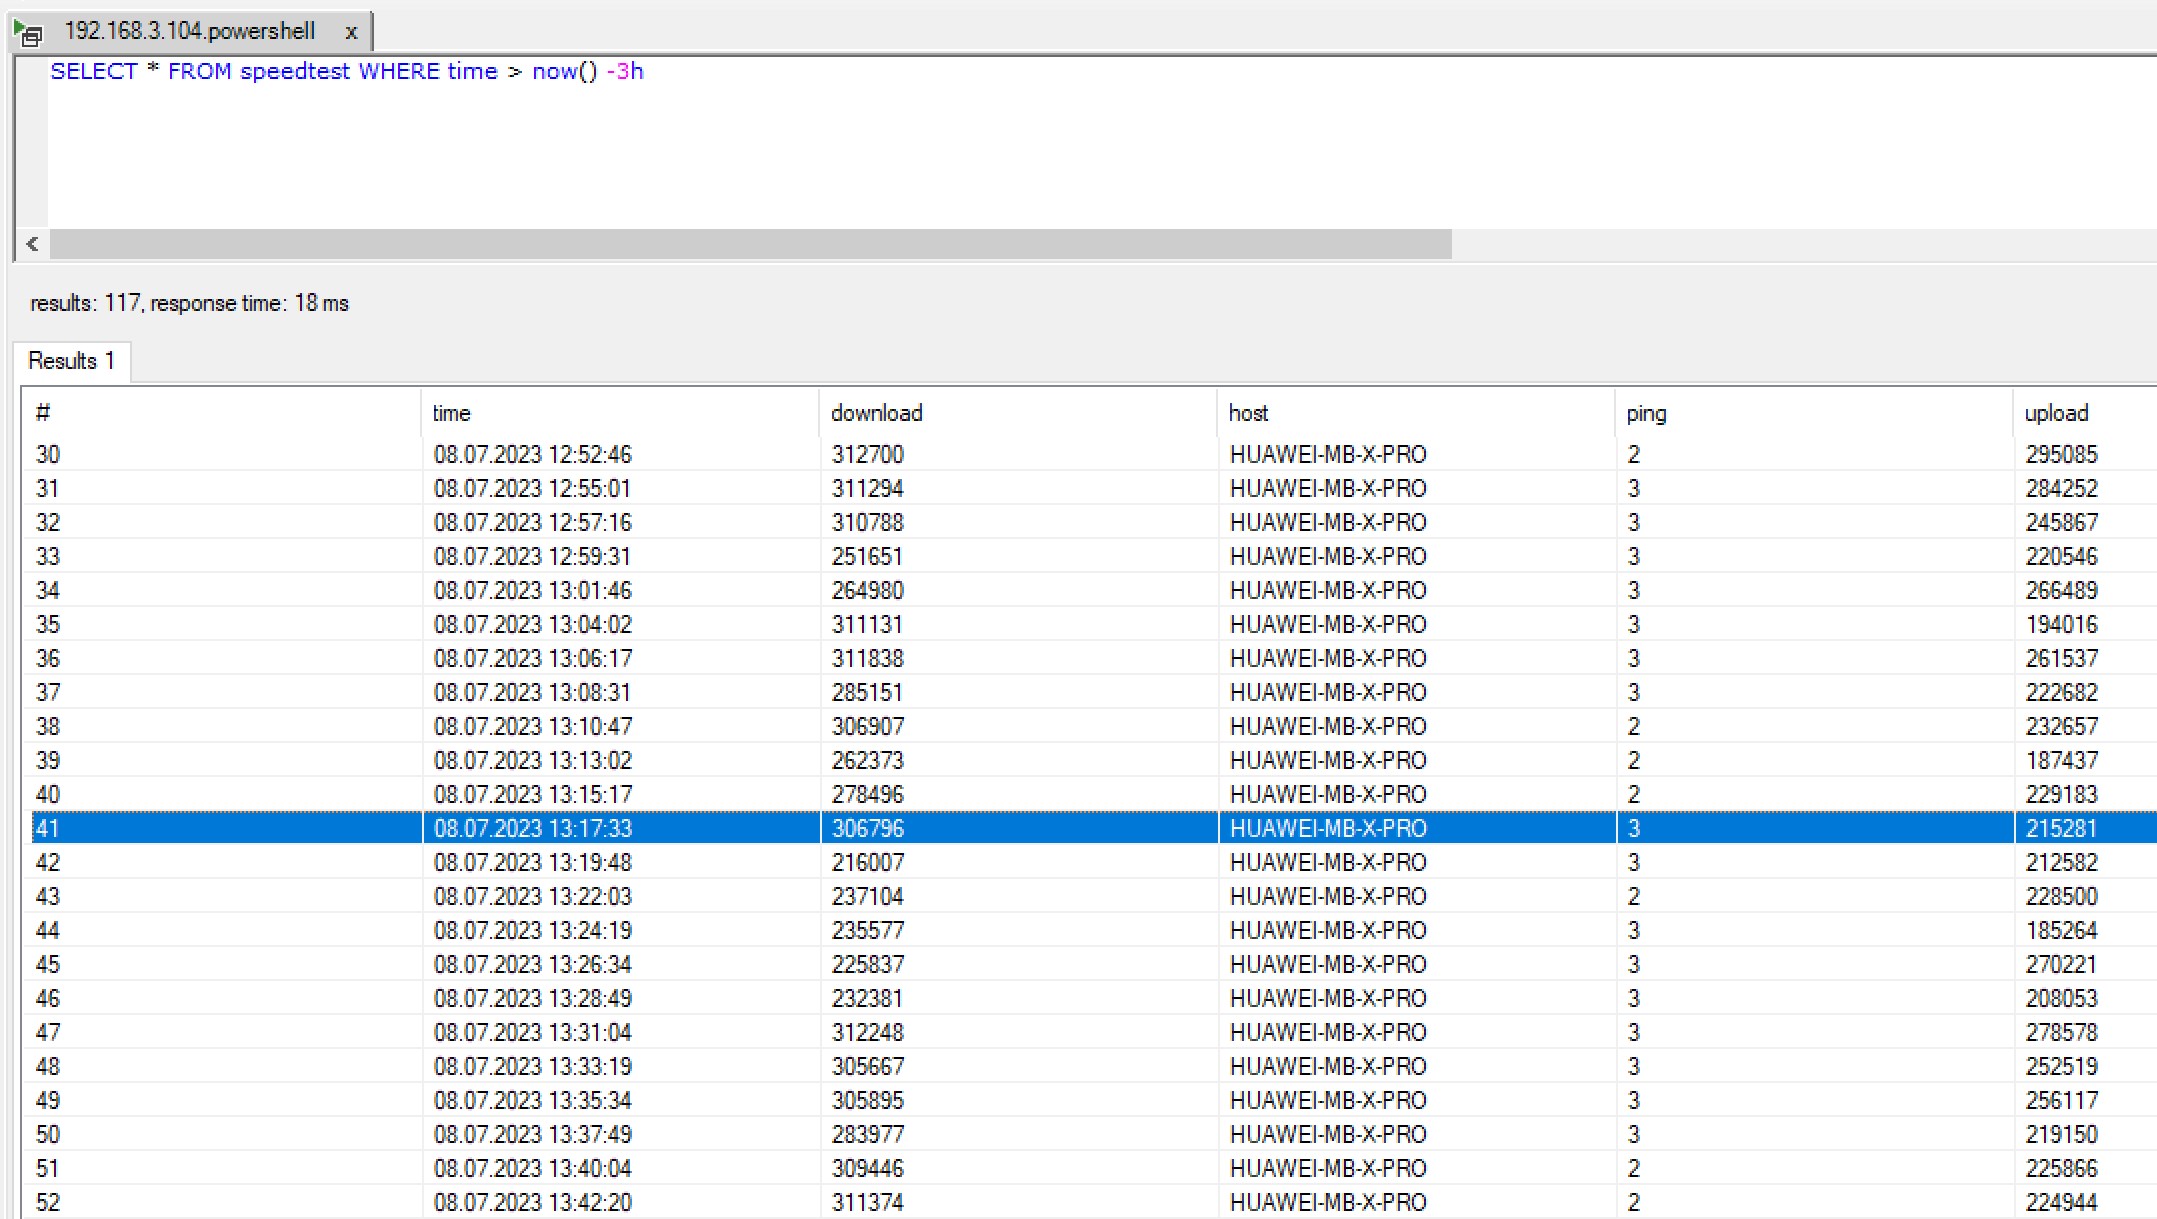 192.168.3.104.powershell x
SELECT * FROM speedtest WHERE time > now() -3h
results: 117, response time: 18 ms
Results 1
# time download host ping upload
30 08.07.2023 12:52:46 312700 HUAWEI-MB-X-PRO 2 295085
31 08.07.2023 12:55:01 311294 HUAWEI-MB-X-PRO 3 284252
32 08.07.2023 12:57:16 310788 HUAWEI-MB-X-PRO 3 245867
33 08.07.2023 12:59:31 251651 HUAWEI-MB-X-PRO 3 220546
34 08.07.2023 13:01:46 264980 HUAWEI-MB-X-PRO 3 266489
35 08.07.2023 13:04:02 311131 HUAWEI-MB-X-PRO 3 194016
36 08.07.2023 13:06:17 311838 HUAWEI-MB-X-PRO 3 261537
37 08.07.2023 13:08:31 285151 HUAWEI-MB-X-PRO 3 222682
38 08.07.2023 13:10:47 306907 HUAWEI-MB-X-PRO 2 232657
39 08.07.2023 13:13:02 262373 HUAWEI-MB-X-PRO 2 187437
40 08.07.2023 13:15:17 278496 HUAWEI-MB-X-PRO 2 229183
41 08.07.2023 13:17:33 306796 HUAWEI-MB-X-PRO 3 215281
42 08.07.2023 13:19:48 216007 HUAWEI-MB-X-PRO 3 212582
43 08.07.2023 13:22:03 237104 HUAWEI-MB-X-PRO 2 228500
44 08.07.2023 13:24:19 235577 HUAWEI-MB-X-PRO 3 185264
45 08.07.2023 13:26:34 225837 HUAWEI-MB-X-PRO 3 270221
46 08.07.2023 13:28:49 232381 HUAWEI-MB-X-PRO 3 208053
47 08.07.2023 13:31:04 312248 HUAWEI-MB-X-PRO 3 278578
48 08.07.2023 13:33:19 305667 HUAWEI-MB-X-PRO 3 252519
49 08.07.2023 13:35:34 305895 HUAWEI-MB-X-PRO 3 256117
50 08.07.2023 13:37:49 283977 HUAWEI-MB-X-PRO 3 219150
51 08.07.2023 13:40:04 309446 HUAWEI-MB-X-PRO 2 225866
52 08.07.2023 13:42:20 311374 HUAWEI-MB-X-PRO 2 224944